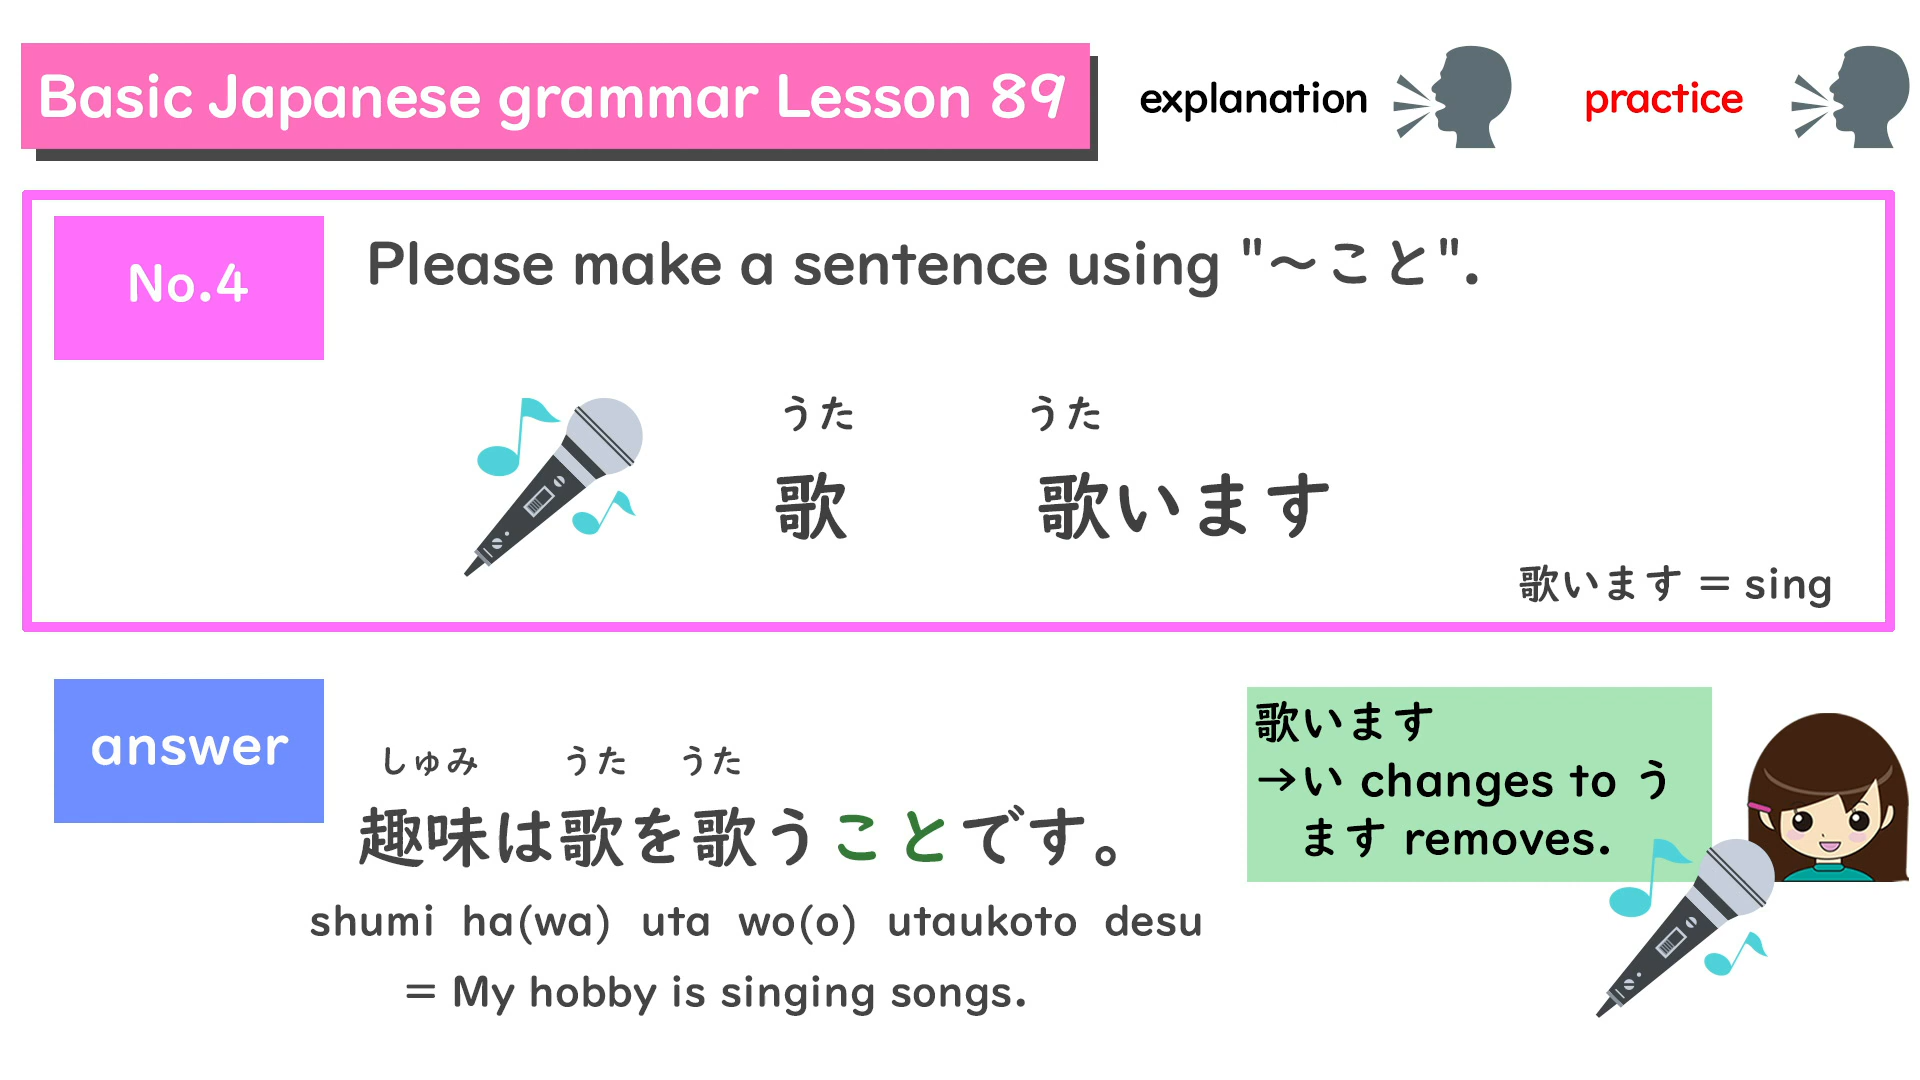 Basic Japanese grammar Lesson 89
explanation
practice
No.4
Please make a sentence using "～こと".
うた うた
歌 歌います
歌います = sing
answer
しゅみ うた うた
趣味は歌を歌うことです。
shumi ha(wa) uta wo(o) utaukoto desu
= My hobby is singing songs.
歌います
→い changes to う
ます removes.